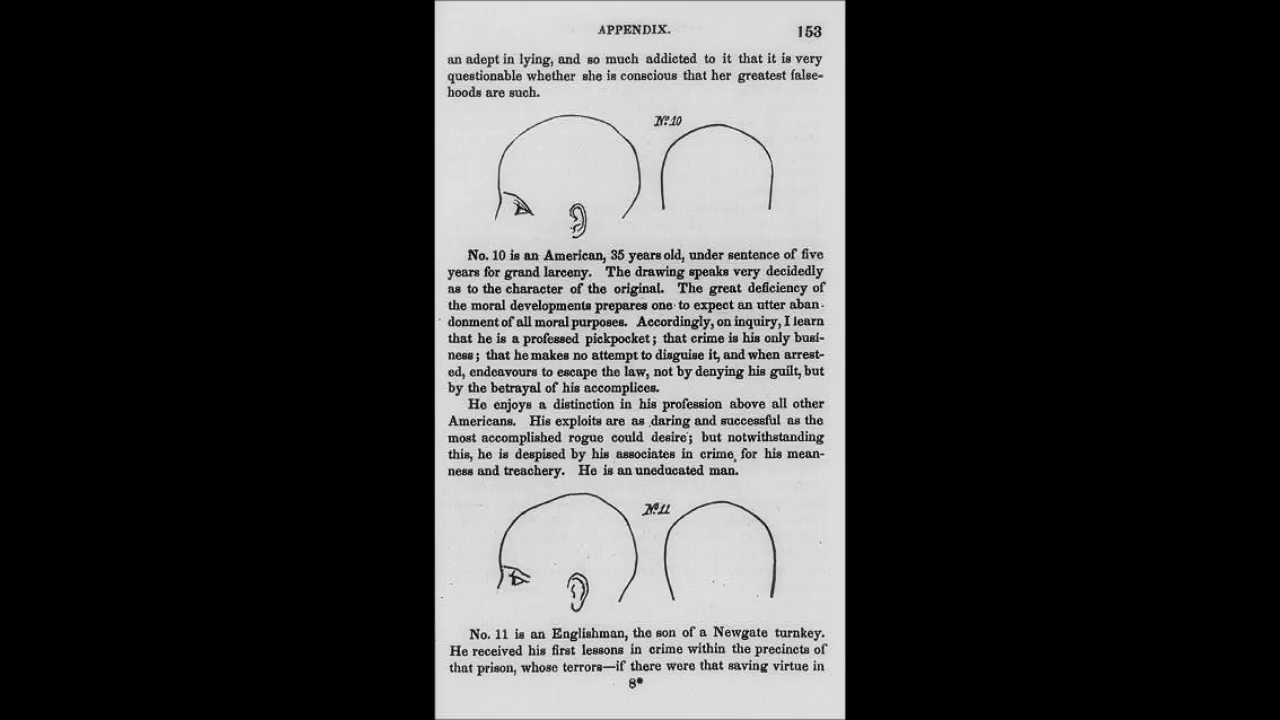 APPENDIX. 153
an adept in lying, and so much addicted to it that it is very
questionable whether she is conscious that her greatest false-
hoods are such.
No. 10
No. 10 is an American, 35 years old, under sentence of five
years for grand larceny. The drawing speaks very decidedly
as to the character of the original. The great deficiency of
the moral developments prepares one to expect an utter aban-
donment of all moral purposes. Accordingly, on inquiry, I learn
that he is a professed pickpocket; that crime is his only busi-
ness; that he makes no attempt to disguise it, and when arrest-
ed, endeavours to escape the law, not by denying his guilt, but
by the betrayal of his accomplices.
He enjoys a distinction in his profession above all other
Americans. His exploits are as daring and successful as the
most accomplished rogue could desire; but notwithstanding
this, he is despised by his associates in crime for his mean-
ness and treachery. He is an uneducated man.
No. 11
No. 11 is an Englishman, the son of a Newgate turnkey.
He received his first lessons in crime within the precincts of
that prison, whose terrors—if there were that saving virtue in
8*